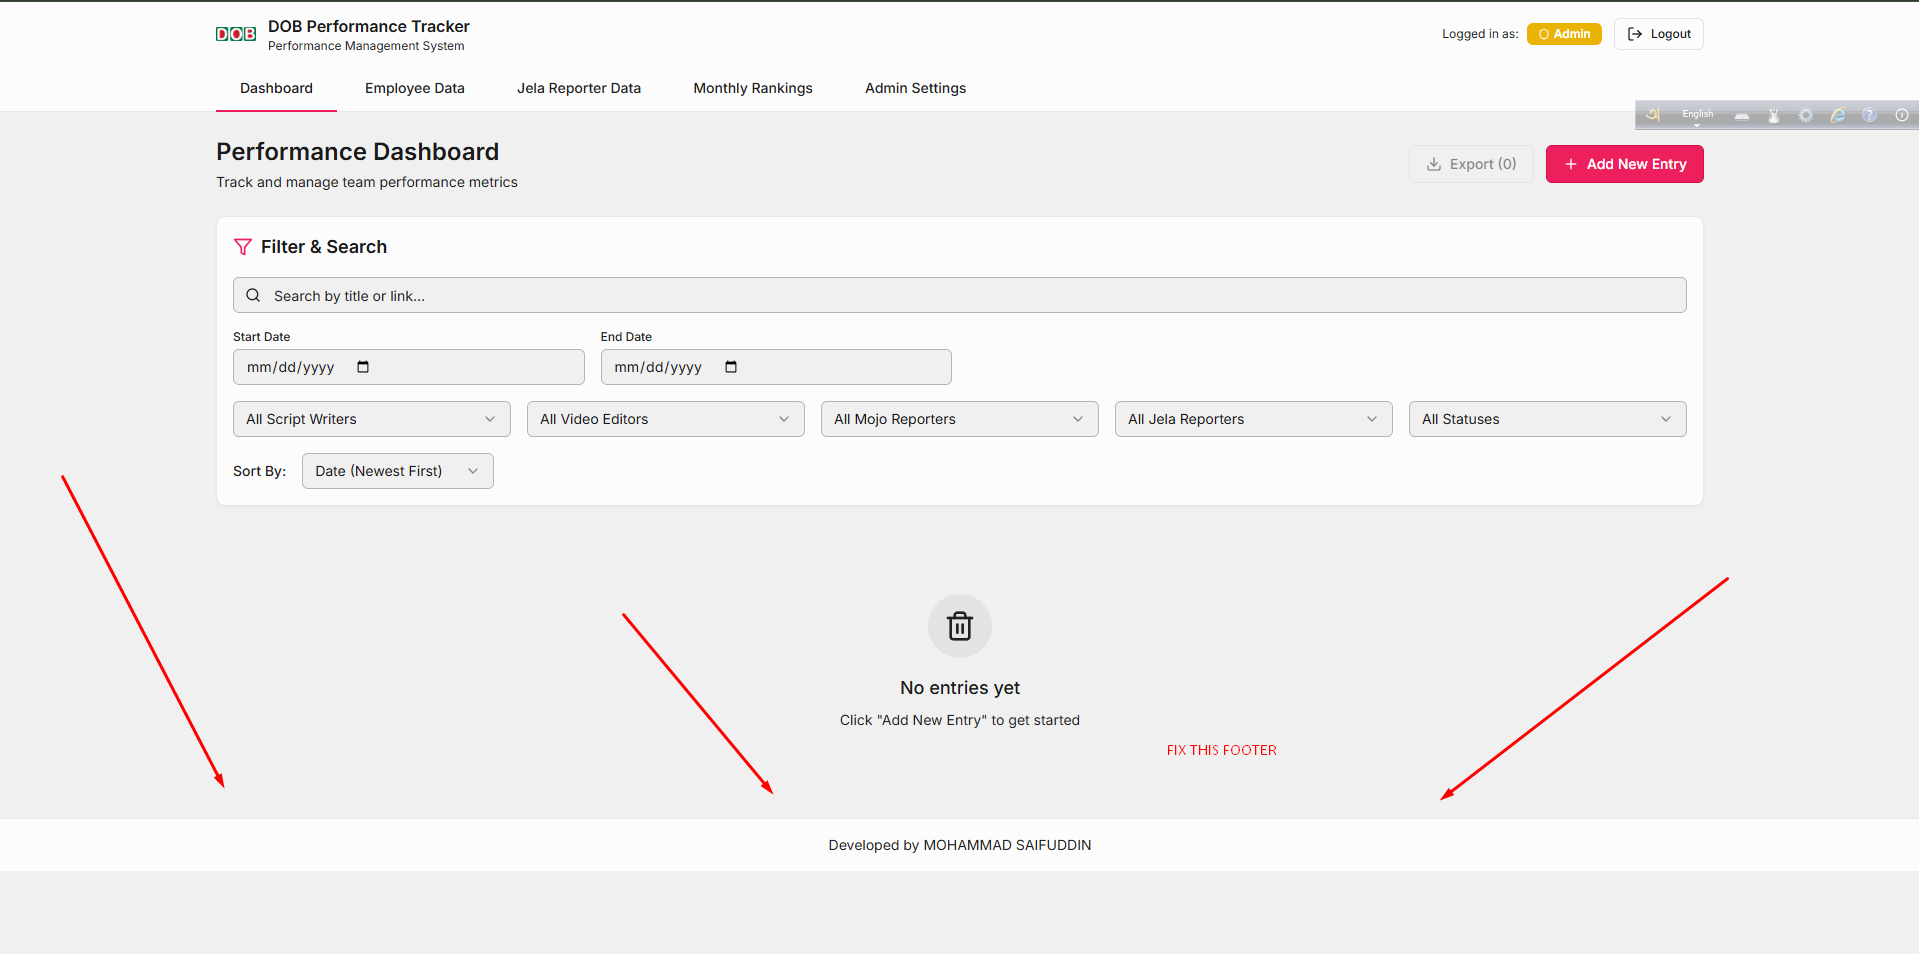 DOB
DOB Performance Tracker
Performance Management System
Logged in as:
Admin
Logout
Dashboard
Employee Data
Jela Reporter Data
Monthly Rankings
Admin Settings
অ
English
Performance Dashboard
Track and manage team performance metrics
Export (0)
Add New Entry
Filter & Search
Search by title or link...
Start Date
End Date
mm/dd/yyyy
mm/dd/yyyy
All Script Writers
All Video Editors
All Mojo Reporters
All Jela Reporters
All Statuses
Sort By:
Date (Newest First)
No entries yet
Click "Add New Entry" to get started
FIX THIS FOOTER
Developed by MOHAMMAD SAIFUDDIN